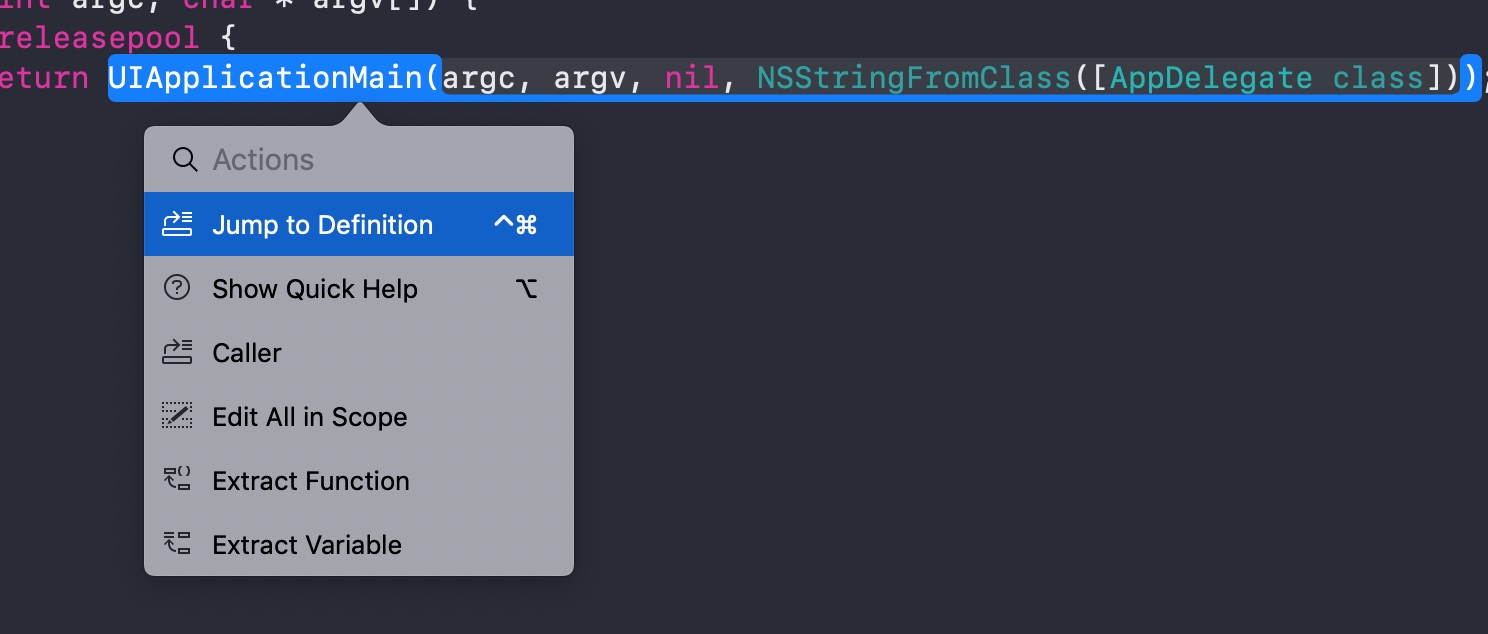 int argc, char * argv[]) {
releasepool {
eturn UIApplicationMain(argc, argv, nil, NSStringFromClass([AppDelegate class]));
Actions
Jump to Definition ^⌘
Show Quick Help ⌥
Caller
Edit All in Scope
Extract Function
Extract Variable